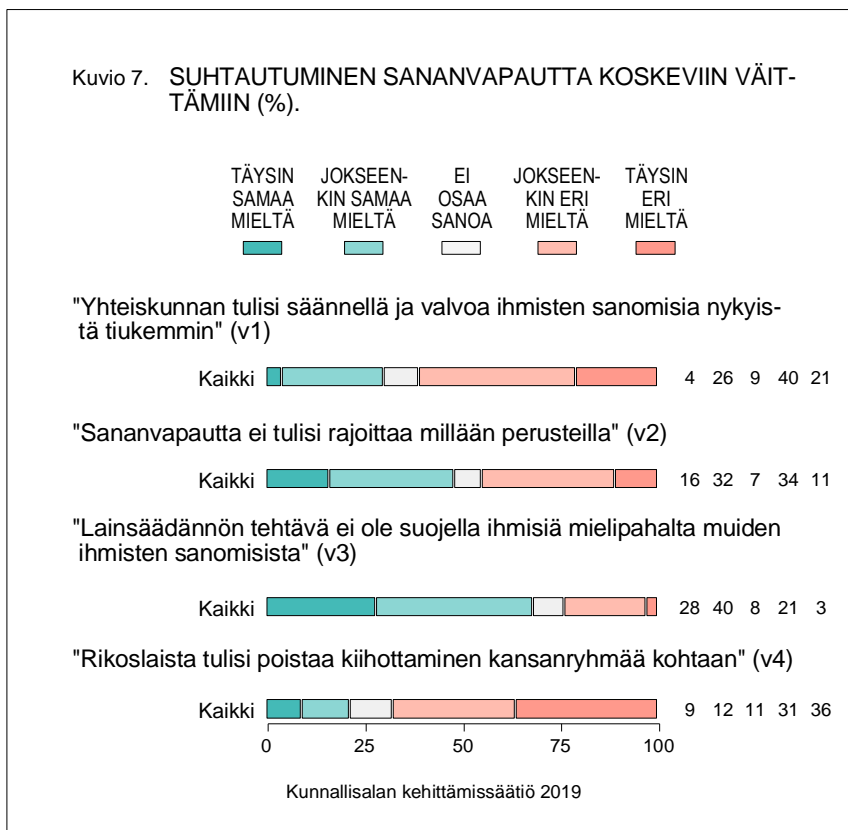 Kuvio 7. SUHTAUTUMINEN SANANVAPAUTTA KOSKEVIIN VÄIT-
TÄMIIN (%).
TÄYSIN JOKSEEN- EI JOKSEEN- TÄYSIN
SAMAA KIN SAMAA OSAA KIN ERI ERI
MIELTÄ MIELTÄ SANOA MIELTÄ MIELTÄ
"Yhteiskunnan tulisi säännellä ja valvoa ihmisten sanomisia nykyis-
tä tiukemmin" (v1)
Kaikki 4 26 9 40 21
"Sananvapautta ei tulisi rajoittaa millään perusteilla" (v2)
Kaikki 16 32 7 34 11
"Lainsäädännön tehtävä ei ole suojella ihmisiä mielipahalta muiden
ihmisten sanomisista" (v3)
Kaikki 28 40 8 21 3
"Rikoslaista tulisi poistaa kiihottaminen kansanryhmää kohtaan" (v4)
Kaikki 9 12 11 31 36
0 25 50 75 100
Kunnallisalan kehittämissäätiö 2019